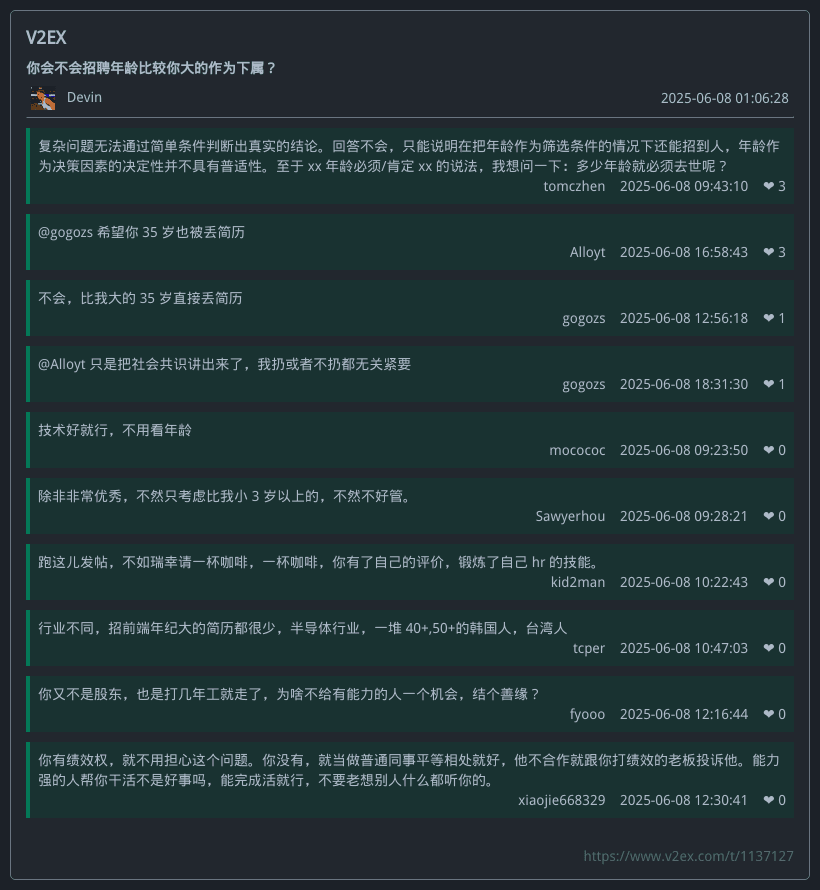 V2EX
你会不会招聘年龄比较你大的作为下属？
Devin 2025-06-08 01:06:28
复杂问题无法通过简单条件判断出真实的结论。回答不会，只能说明在把年龄作为筛选条件的情况下还能招到人，年龄作
为决策因素的决定性并不具有普适性。至于 xx 年龄必须/肯定 xx 的说法，我想问一下：多少年龄就必须去世呢？
tomczhen 2025-06-08 09:43:10 ❤ 3
@gogozs 希望你 35 岁也被丢简历
Alloyt 2025-06-08 16:58:43 ❤ 3
不会，比我大的 35 岁直接丢简历
gogozs 2025-06-08 12:56:18 ❤ 1
@Alloyt 只是把社会共识讲出来了，我扔或者不扔都无关紧要
gogozs 2025-06-08 18:31:30 ❤ 1
技术好就行，不用看年龄
mocococ 2025-06-08 09:23:50 ❤ 0
除非非常优秀，不然只考虑比我小 3 岁以上的，不然不好管。
Sawyerhou 2025-06-08 09:28:21 ❤ 0
跑这儿发帖，不如瑞幸请一杯咖啡，一杯咖啡，你有了自己的评价，锻炼了自己 hr 的技能。
kid2man 2025-06-08 10:22:43 ❤ 0
行业不同，招前端年纪大的简历都很少，半导体行业，一堆 40+,50+的韩国人，台湾人
tcper 2025-06-08 10:47:03 ❤ 0
你又不是股东，也是打几年工就走了，为啥不给有能力的人一个机会，结个善缘？
fyooo 2025-06-08 12:16:44 ❤ 0
你有绩效权，就不用担心这个问题。你没有，就当做普通同事平等相处就好，他不合作就跟你打绩效的老板投诉他。能力
强的人帮你干活不是好事吗，能完成活就行，不要老想别人什么都听你的。
xiaojie668329 2025-06-08 12:30:41 ❤ 0
https://www.v2ex.com/t/1137127